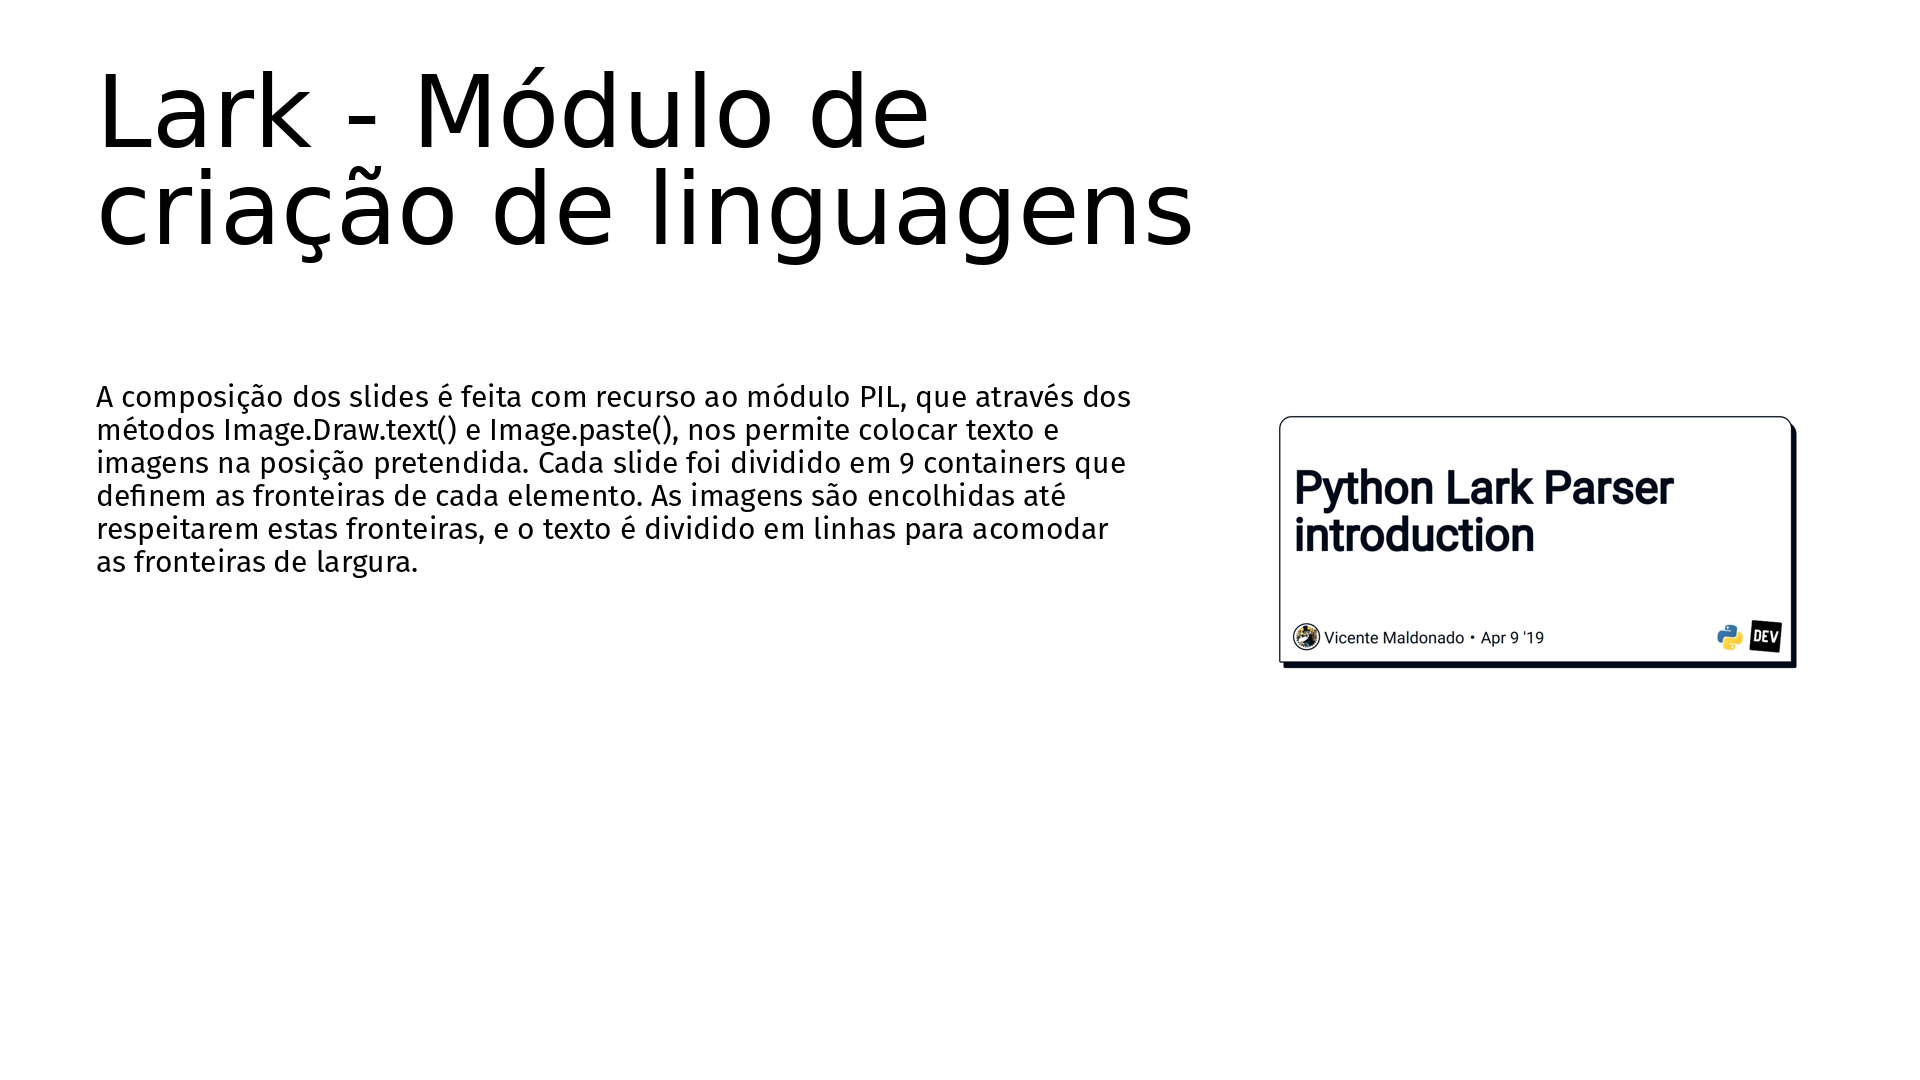 Lark - Módulo de
criação de linguagens
A composição dos slides é feita com recurso ao módulo PIL, que através dos
métodos Image.Draw.text() e Image.paste(), nos permite colocar texto e
imagens na posição pretendida. Cada slide foi dividido em 9 containers que
definem as fronteiras de cada elemento. As imagens são encolhidas até
respeitarem estas fronteiras, e o texto é dividido em linhas para acomodar
as fronteiras de largura.
Python Lark Parser
introduction
Vicente Maldonado • Apr 9 '19
DEV